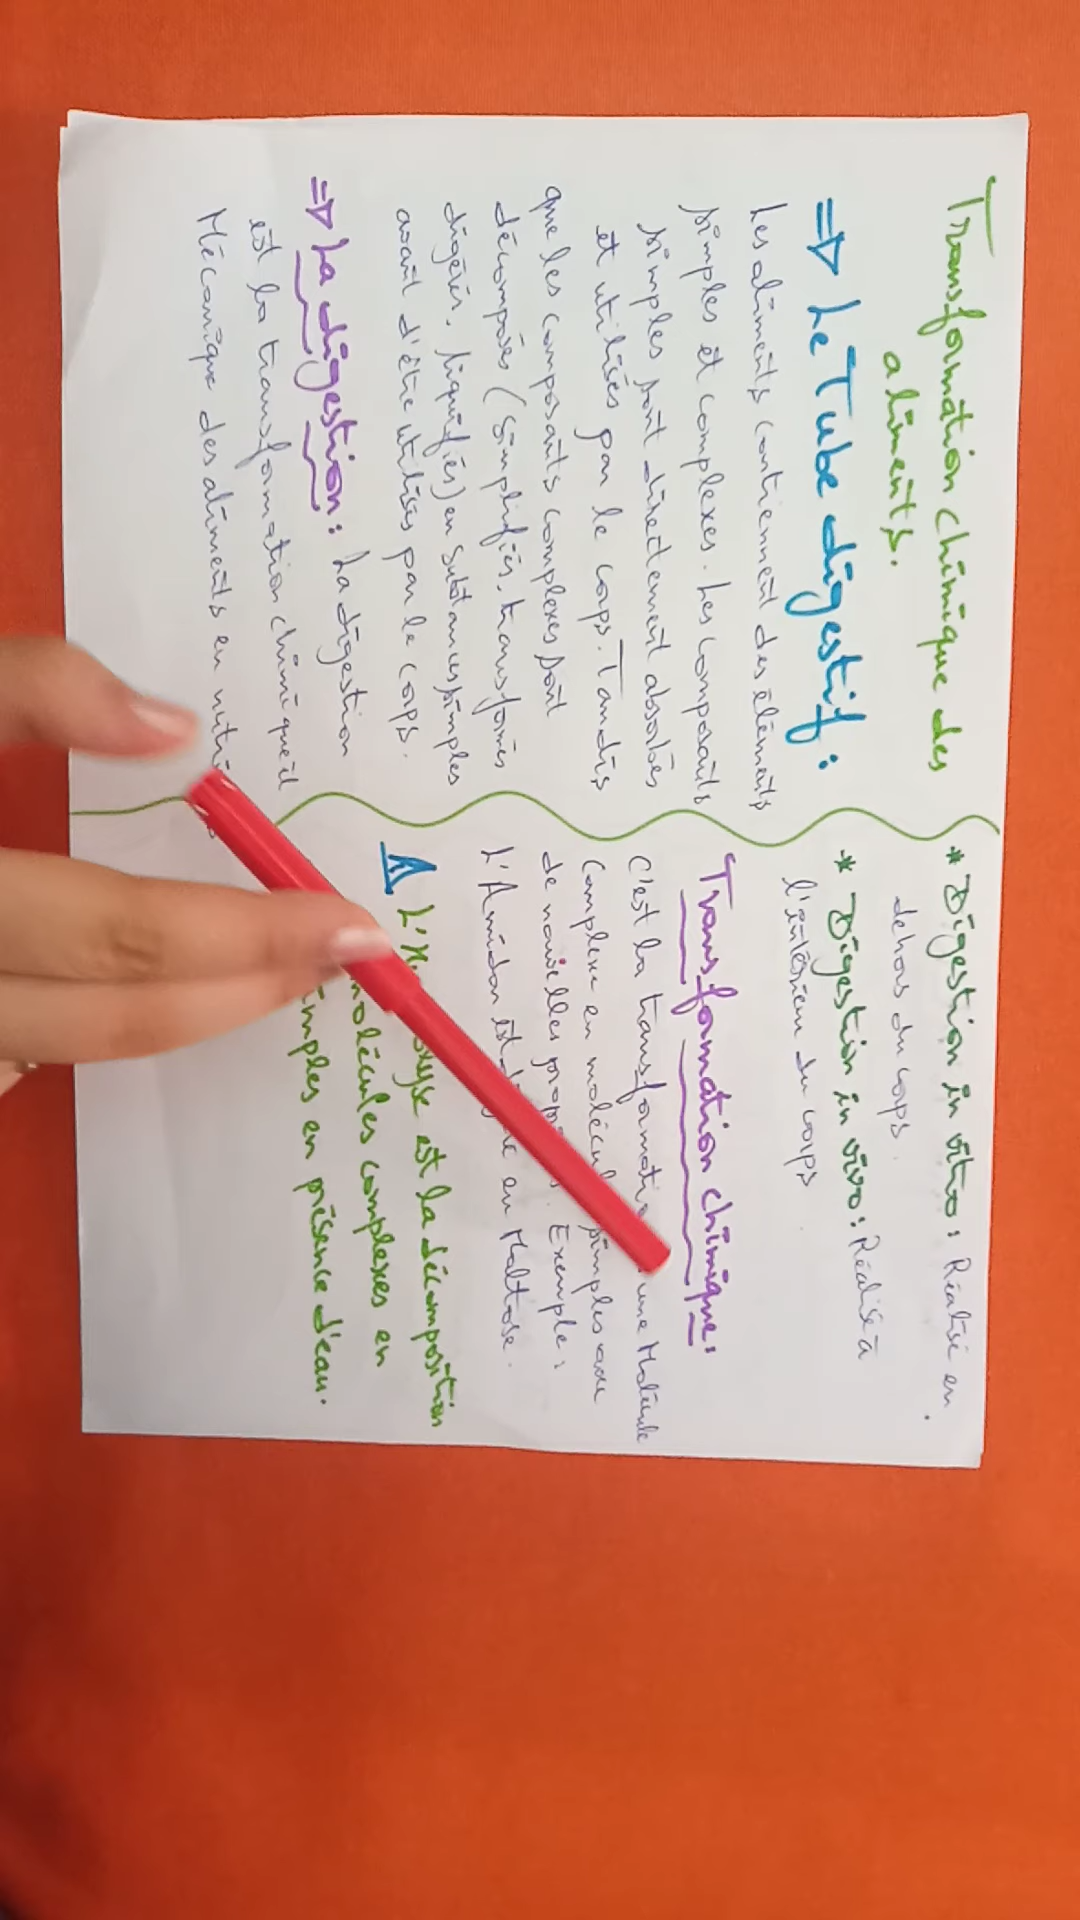 Transformation chimique des
aliments.
=> Le Tube digestif :
Les aliments contiennent des éléments
simples et complexes. Les composants
simples sont directement absorbés
et utilisés par le corps. Tandis
que les composants complexes sont
décomposés (simplifiés, transformés
digérés, liquéfiés) en substances simples
avant d'être utilisés par le corps.
=> La digestion : La digestion
est la transformation chimique et
Mécanique des aliments en
* Digestion in vitro : Réalisé en
dehors du corps.
* Digestion in vivo : Réalisé à
l'intérieur du corps
Transformation chimique :
C'est la transformation une Molécule
Complexe en molécul simples avec
de nouvelles prop Exemple :
L'Amidon est en Maltose.
L'H lyse est la décomposition
molécules complexes en
imples en présence d'eau.